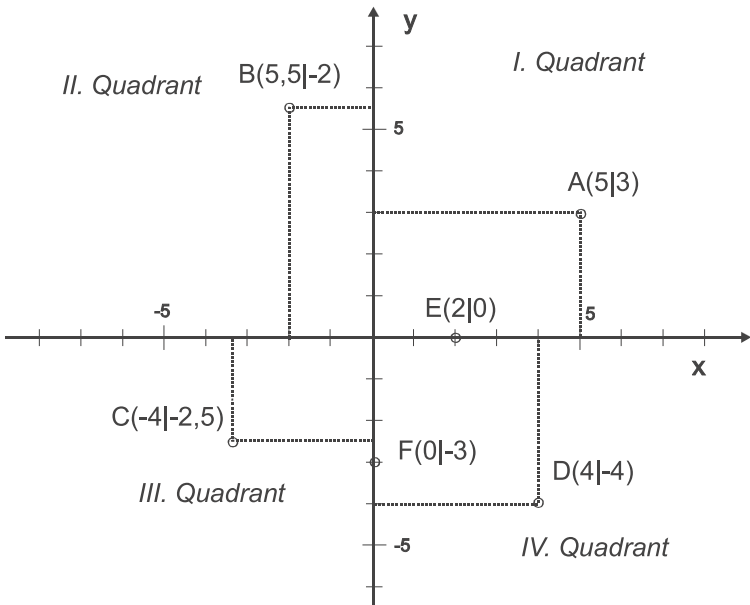 y
I. Quadrant
II. Quadrant
B(5,5|-2)
5
A(5|3)
-5
E(2|0)
5
x
C(-4|-2,5)
F(0|-3)
D(4|-4)
III. Quadrant
-5
IV. Quadrant